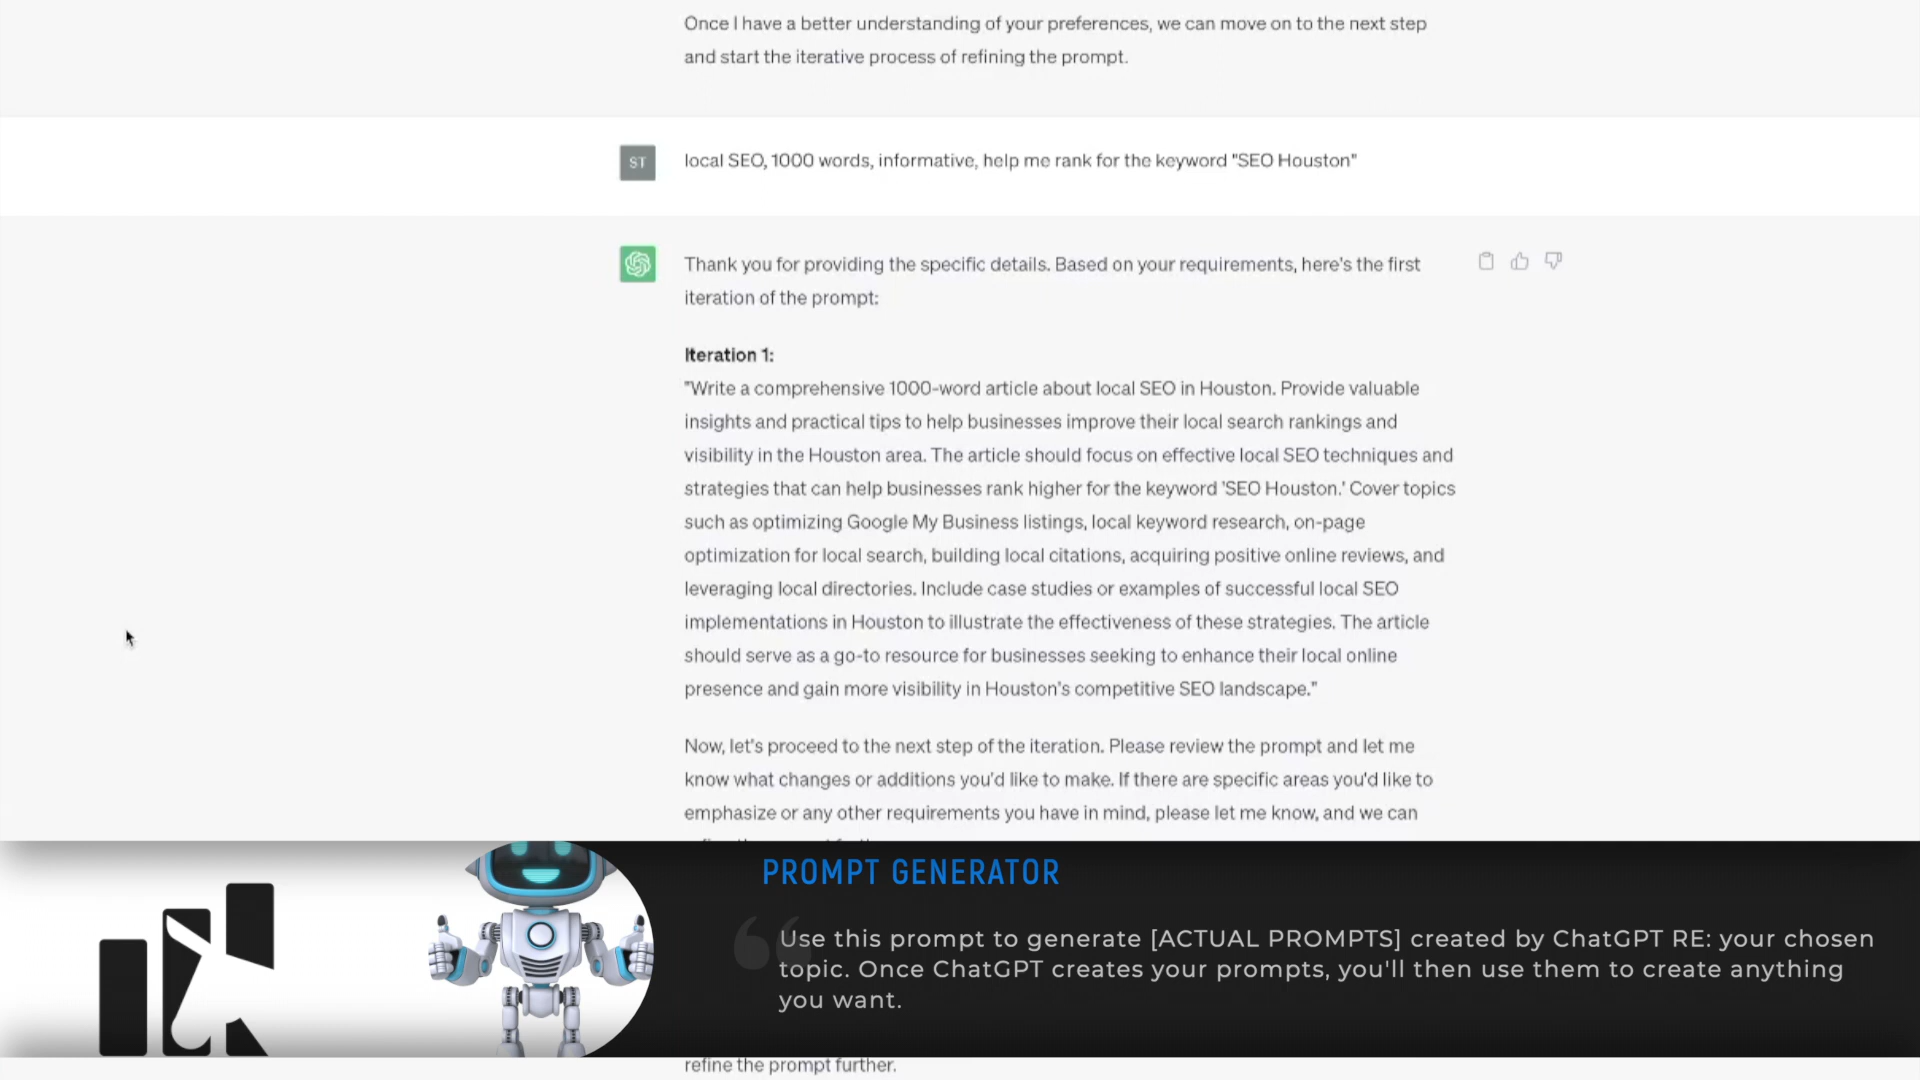 Once I have a better understanding of your preferences, we can move on to the next step
and start the iterative process of refining the prompt.
ST
local SEO, 1000 words, informative, help me rank for the keyword "SEO Houston"
Thank you for providing the specific details. Based on your requirements, here's the first
iteration of the prompt:
Iteration 1:
"Write a comprehensive 1000-word article about local SEO in Houston. Provide valuable
insights and practical tips to help businesses improve their local search rankings and
visibility in the Houston area. The article should focus on effective local SEO techniques and
strategies that can help businesses rank higher for the keyword 'SEO Houston.' Cover topics
such as optimizing Google My Business listings, local keyword research, on-page
optimization for local search, building local citations, acquiring positive online reviews, and
leveraging local directories. Include case studies or examples of successful local SEO
implementations in Houston to illustrate the effectiveness of these strategies. The article
should serve as a go-to resource for businesses seeking to enhance their local online
presence and gain more visibility in Houston's competitive SEO landscape."
Now, let's proceed to the next step of the iteration. Please review the prompt and let me
know what changes or additions you'd like to make. If there are specific areas you'd like to
emphasize or any other requirements you have in mind, please let me know, and we can
PROMPT GENERATOR
Use this prompt to generate [ACTUAL PROMPTS] created by ChatGPT RE: your chosen
topic. Once ChatGPT creates your prompts, you'll then use them to create anything
you want.
refine the prompt further.